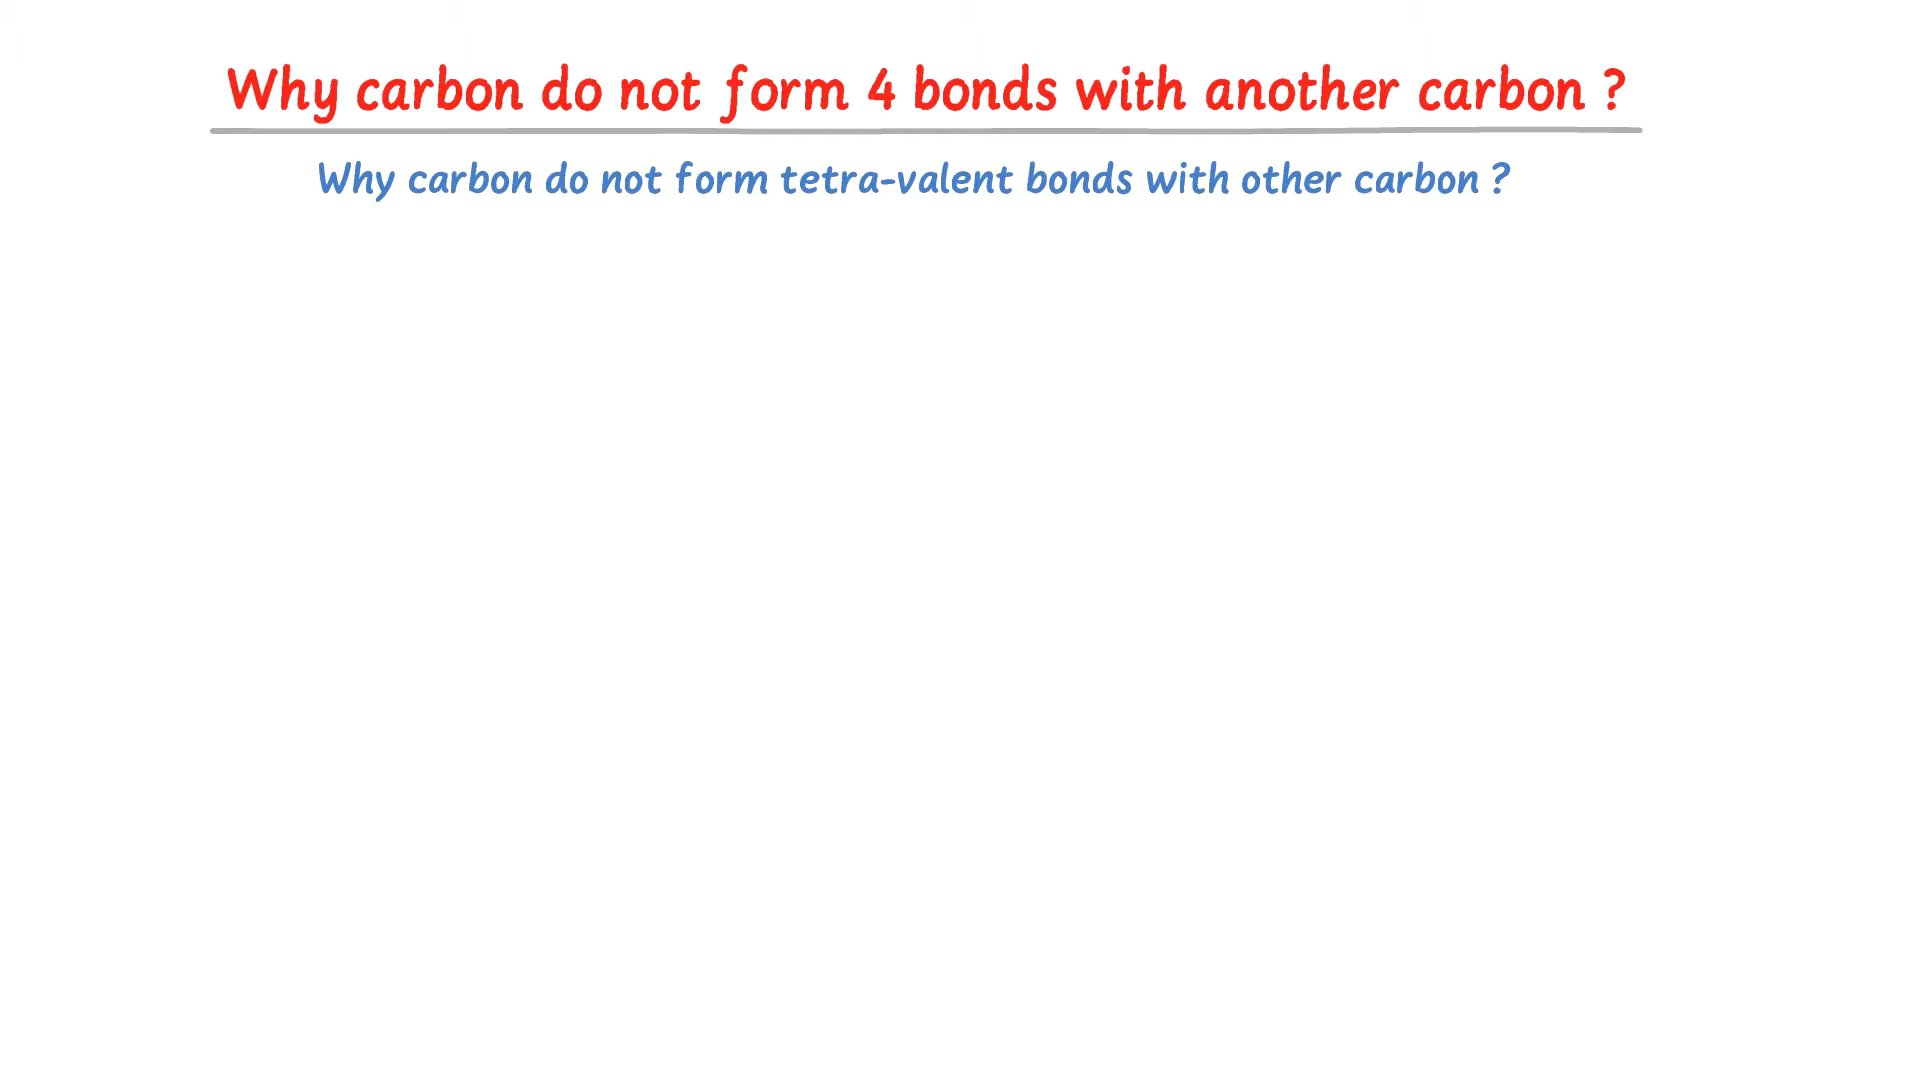 Why carbon do not form 4 bonds with another carbon ?
Why carbon do not form tetra-valent bonds with other carbon ?